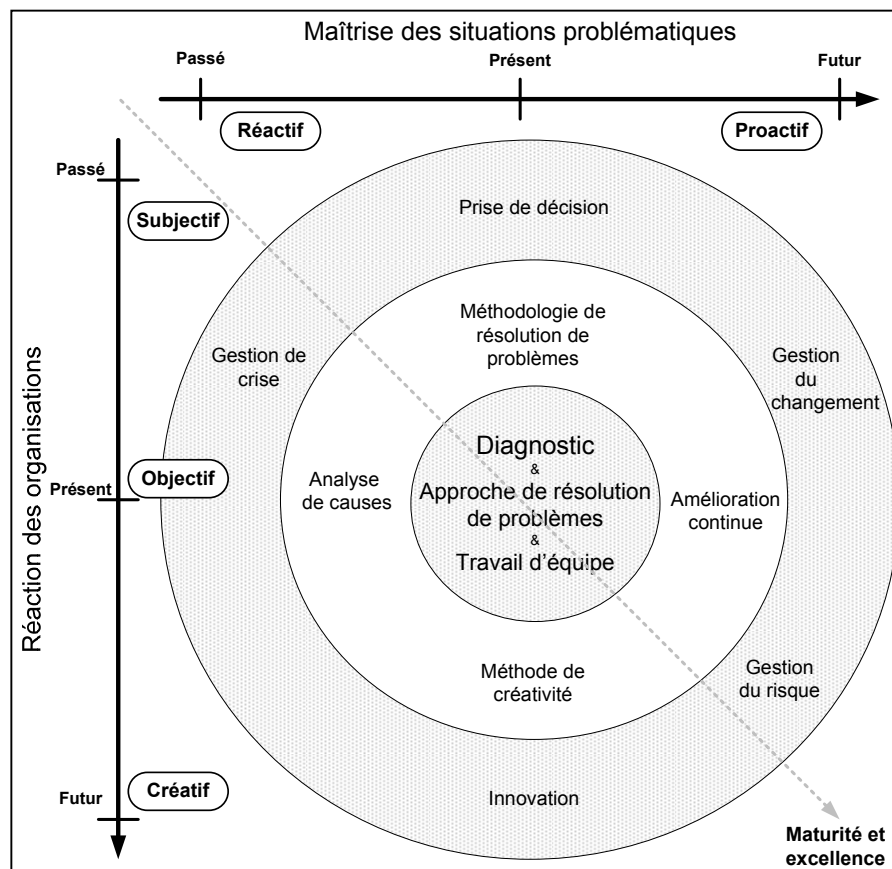 Maîtrise des situations problématiques
Passé
Présent
Futur
Réactif
Proactif
Passé
Subjectif
Prise de décision
Méthodologie de
résolution de
problèmes
Gestion de
crise
Gestion
du
changement
Réaction des organisations
Diagnostic
&
Approche de résolution
de problèmes
&
Travail d'équipe
Présent
Objectif
Analyse
de causes
Amélioration
continue
Méthode de
créativité
Gestion
du risque
Futur
Créatif
Innovation
Maturité et
excellence